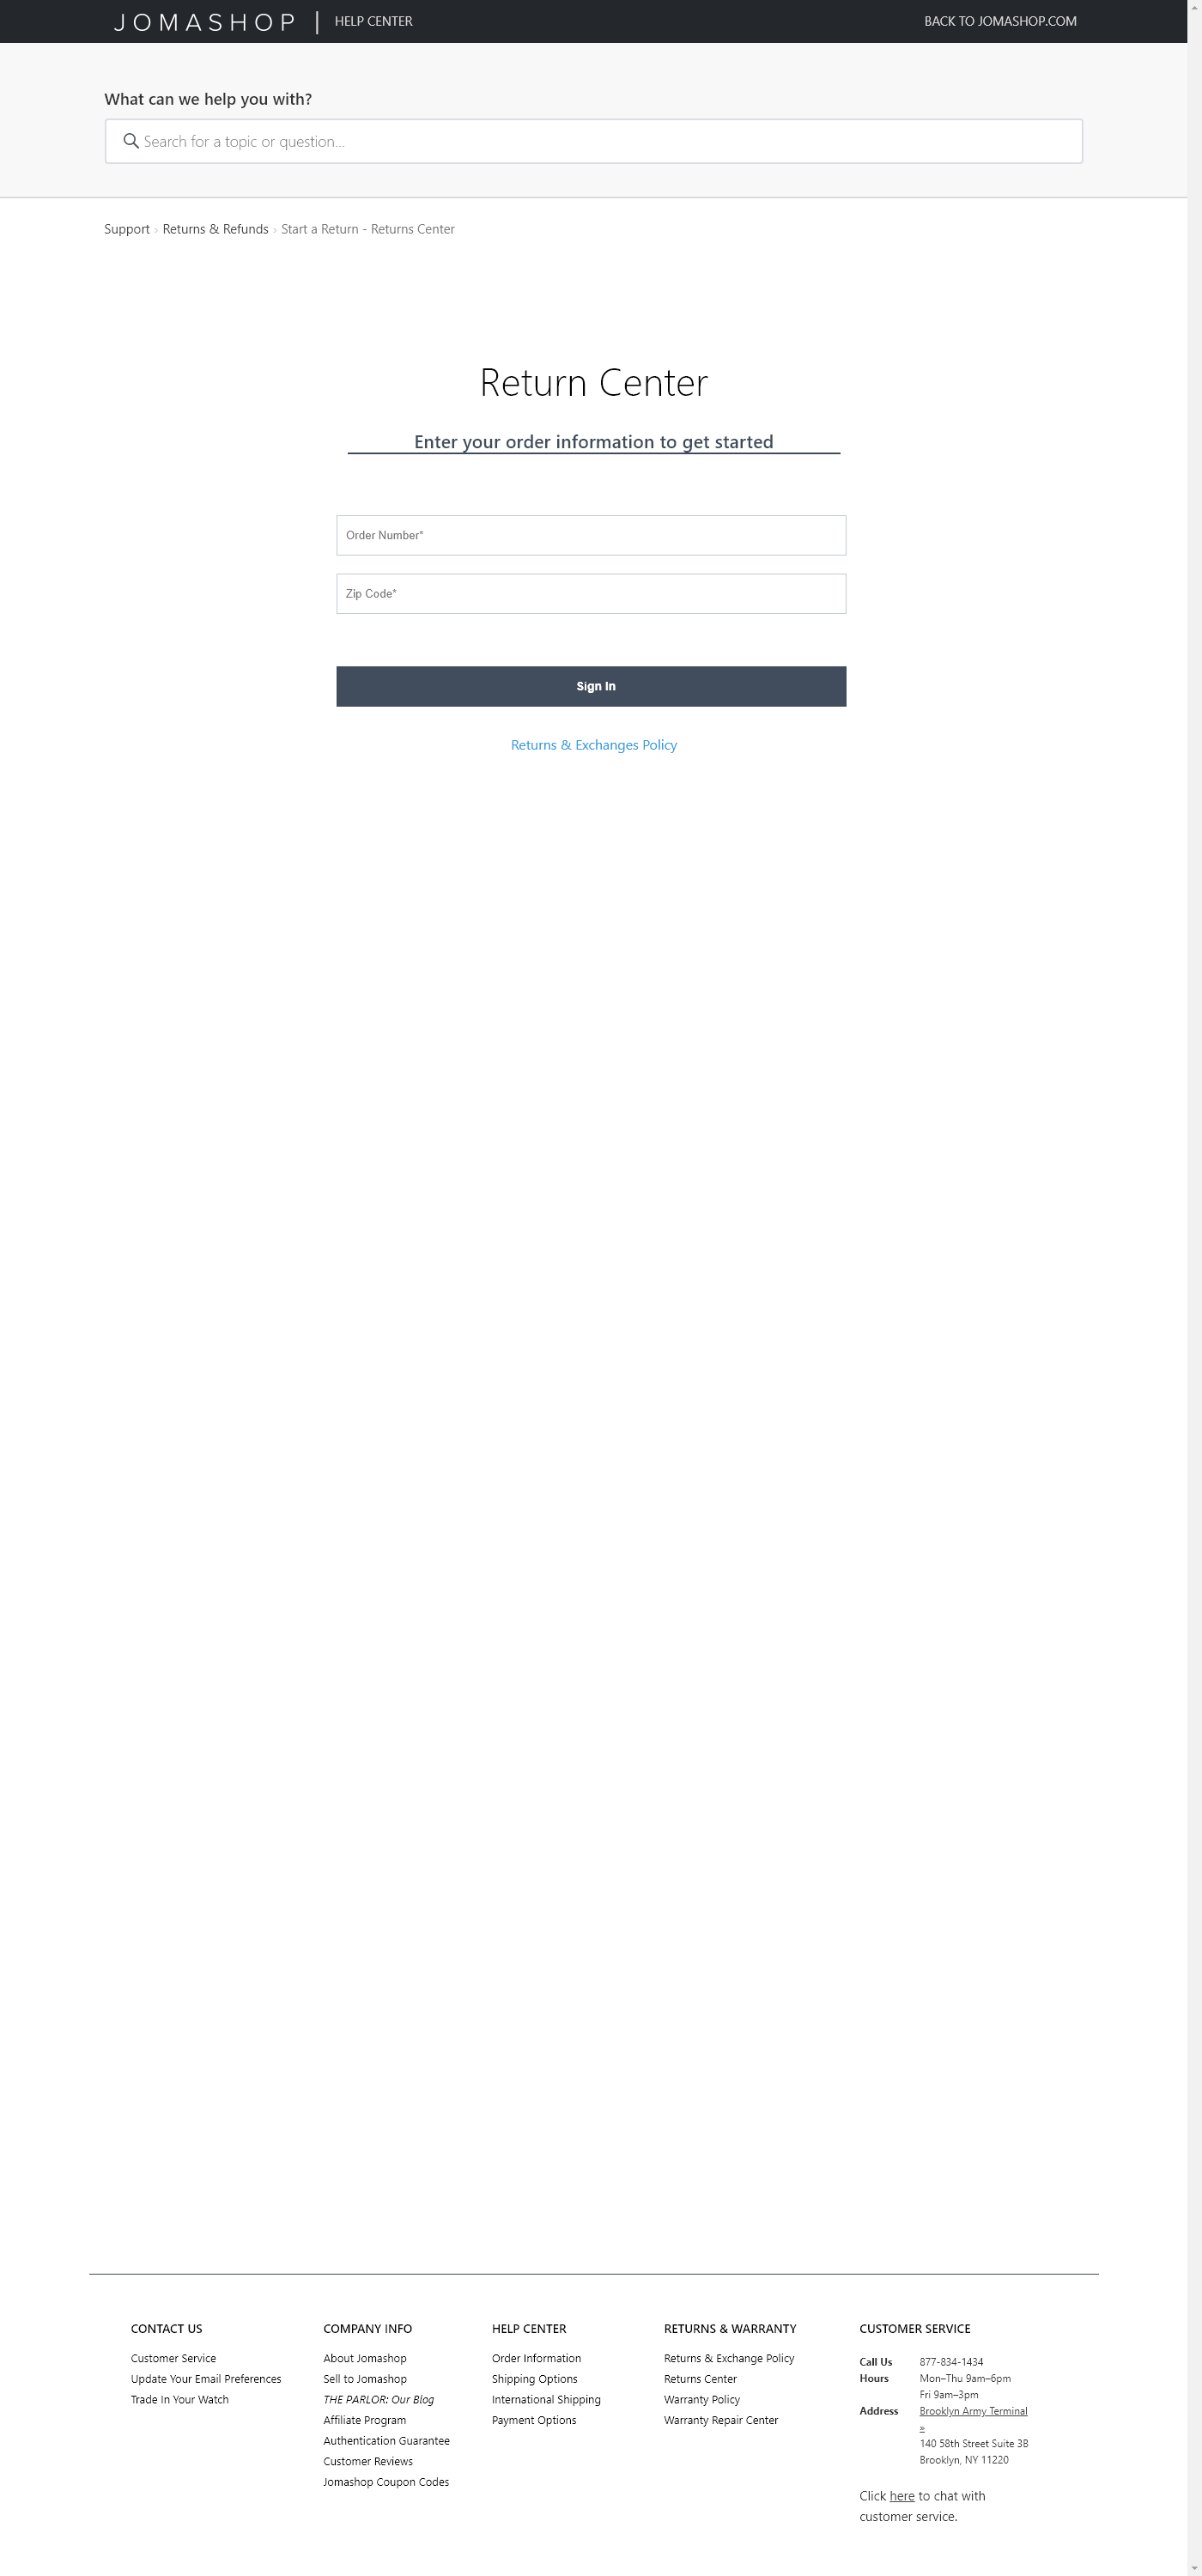 JOMASHOP | HELP CENTER BACK TO JOMASHOP.COM
What can we help you with?
Search for a topic or question...
Support › Returns & Refunds › Start a Return - Returns Center
Return Center
Enter your order information to get started
Order Number*
Zip Code*
Sign In
Returns & Exchanges Policy
CONTACT US
Customer Service
Update Your Email Preferences
Trade In Your Watch
COMPANY INFO
About Jomashop
Sell to Jomashop
THE PARLOR: Our Blog
Affiliate Program
Authentication Guarantee
Customer Reviews
Jomashop Coupon Codes
HELP CENTER
Order Information
Shipping Options
International Shipping
Payment Options
RETURNS & WARRANTY
Returns & Exchange Policy
Returns Center
Warranty Policy
Warranty Repair Center
CUSTOMER SERVICE
Call Us 877-834-1434
Hours Mon–Thu 9am–6pm
Fri 9am–3pm
Address Brooklyn Army Terminal
»
140 58th Street Suite 3B
Brooklyn, NY 11220
Click here to chat with
customer service.